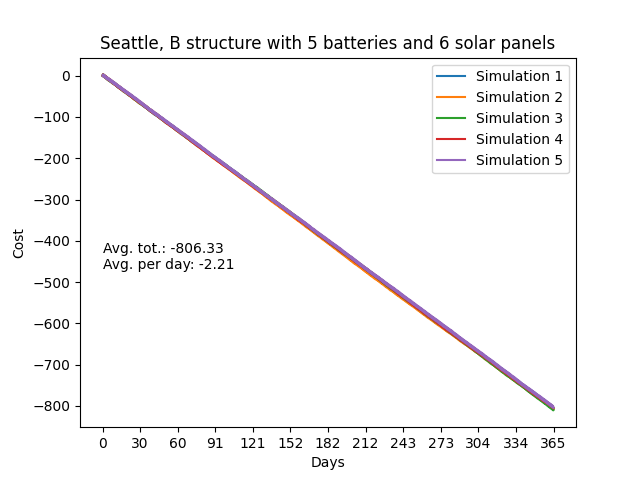 Seattle, B structure with 5 batteries and 6 solar panels
Simulation 1
Simulation 2
Simulation 3
Simulation 4
Simulation 5
Cost
0
−100
−200
−300
−400
−500
−600
−700
−800
Avg. tot.: -806.33
Avg. per day: -2.21
0 30 60 91 121 152 182 212 243 273 304 334 365
Days